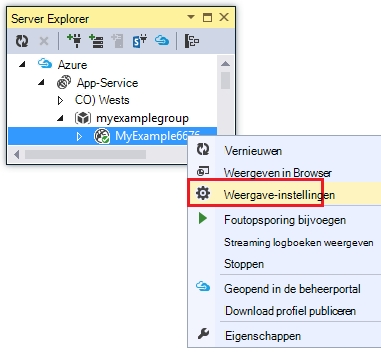 Server Explorer
Azure
App-Service
CO) Wests
myexamplegroup
MyExample6676
Vernieuwen
Weergeven in Browser
Weergave-instellingen
Foutopsporing bijvoegen
Streaming logboeken weergeven
Stoppen
Geopend in de beheerportal
Download profiel publiceren
Eigenschappen